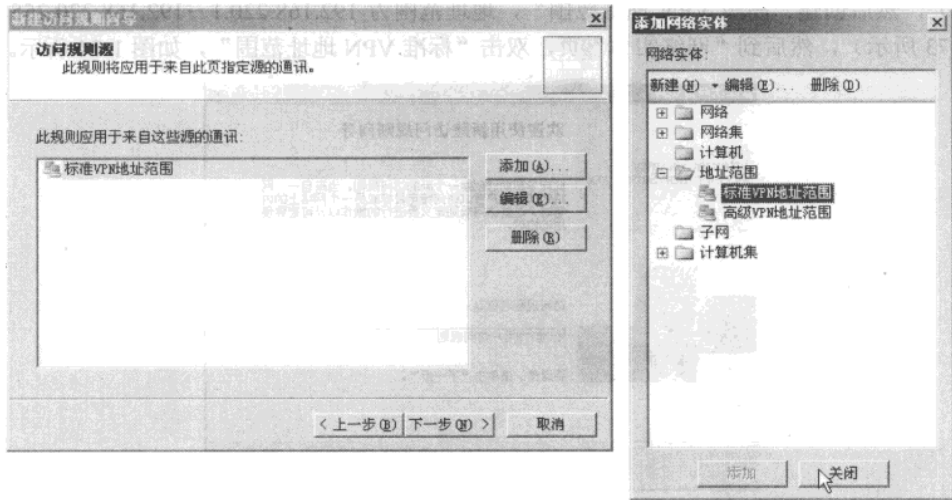 新建访问规则向导
访问规则源
此规则将应用于来自此页指定源的通讯。
此规则应用于来自这些源的通讯:
标准VPN地址范围
添加(A)...
编辑(E)...
删除(R)
< 上一步(B)
下一步(N) >
取消
添加网络实体
网络实体:
新建(N)
编辑(E)...
删除(D)
网络
网络集
计算机
地址范围
标准VPN地址范围
高级VPN地址范围
子网
计算机集
添加
关闭